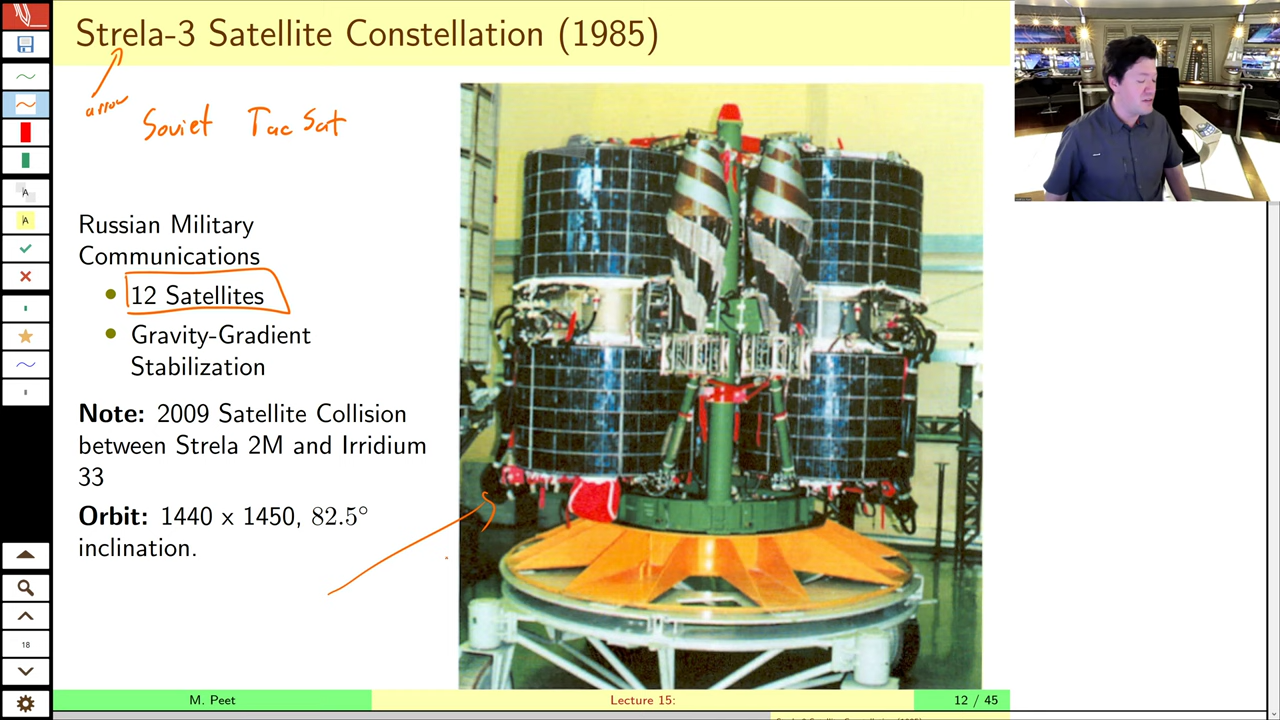 Strela-3 Satellite Constellation (1985)
arrow
Soviet Tac Sat
Russian Military
Communications
12 Satellites
Gravity-Gradient
Stabilization
Note: 2009 Satellite Collision
between Strela 2M and Irridium
33
Orbit: 1440 x 1450, 82.5°
inclination.
M. Peet
Lecture 15:
12 / 45
A
A
18